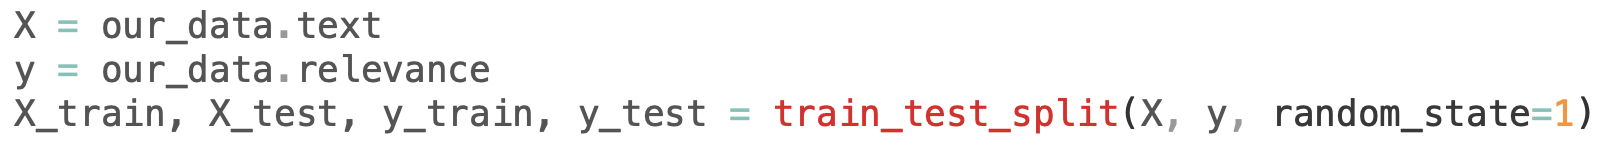 X = our_data.text
y = our_data.relevance
X_train, X_test, y_train, y_test = train_test_split(X, y, random_state=1)